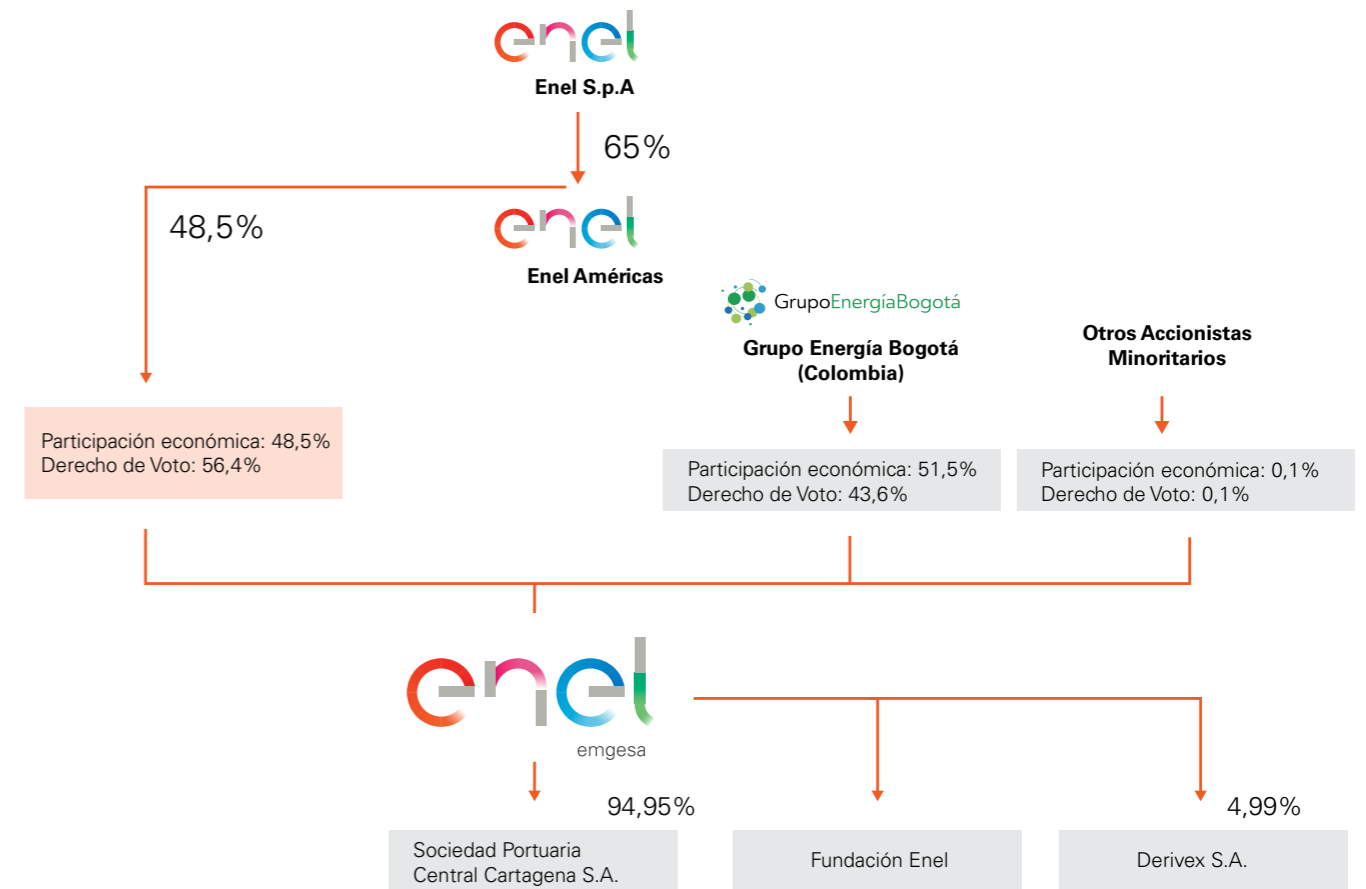 enel
Enel S.p.A
65%
48,5%
enel
Enel Américas
GrupoEnergíaBogotá
Grupo Energía Bogotá
(Colombia)
Otros Accionistas
Minoritarios
Participación económica: 48,5%
Derecho de Voto: 56,4%
Participación económica: 51,5%
Derecho de Voto: 43,6%
Participación económica: 0,1%
Derecho de Voto: 0,1%
enel
emgesa
94,95%
4,99%
Sociedad Portuaria
Central Cartagena S.A.
Fundación Enel
Derivex S.A.